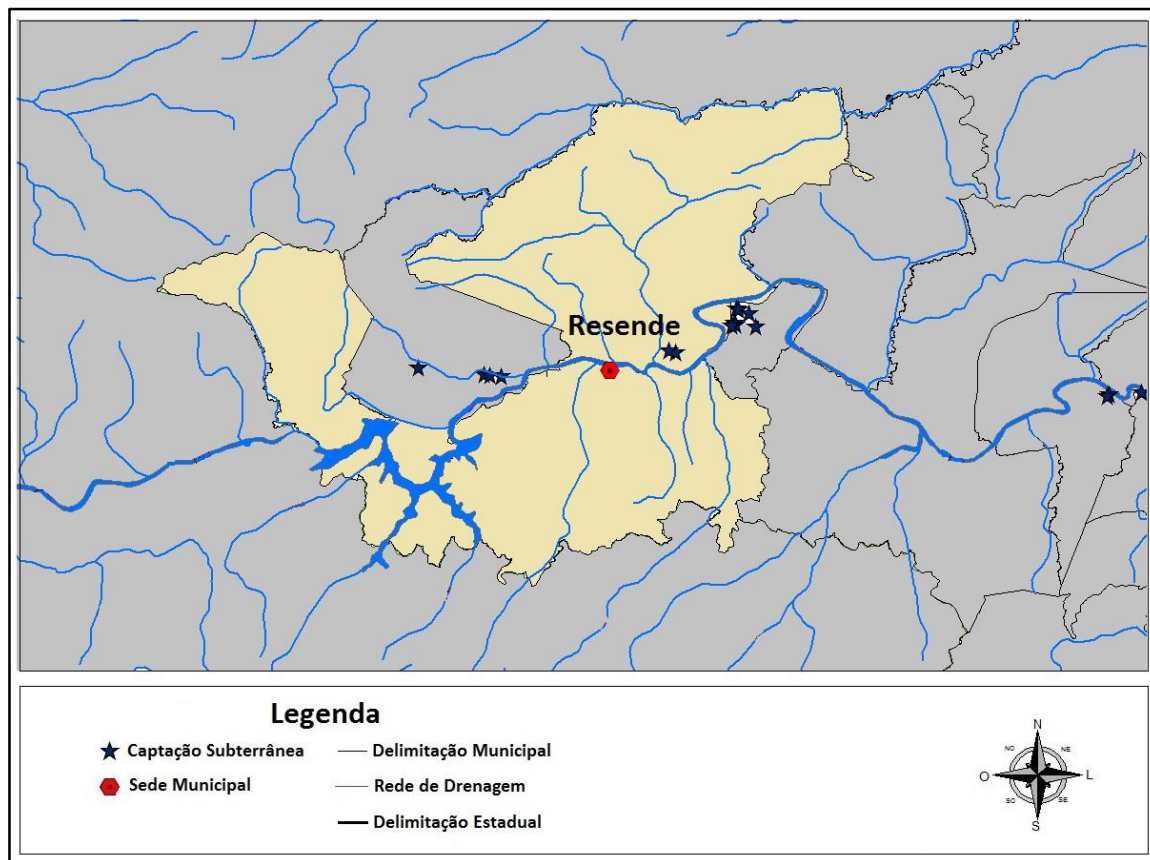 Resende
Legenda
Captação Subterrânea
Sede Municipal
Delimitação Municipal
Rede de Drenagem
Delimitação Estadual
N
NO
NE
O
L
SO
SE
S